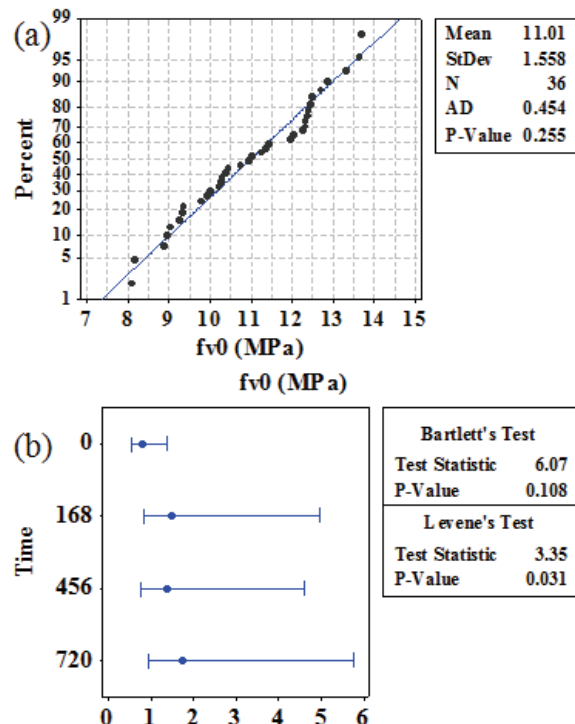 (a)
99
95
90
80
70
60
50
40
30
20
10
5
1
Percent
7 8 9 10 11 12 13 14 15
fv0 (MPa)
Mean 11.01
StDev 1.558
N 36
AD 0.454
P-Value 0.255
fv0 (MPa)
(b)
0
168
456
720
Time
0 1 2 3 4 5 6
Bartlett's Test
Test Statistic 6.07
P-Value 0.108
Levene's Test
Test Statistic 3.35
P-Value 0.031